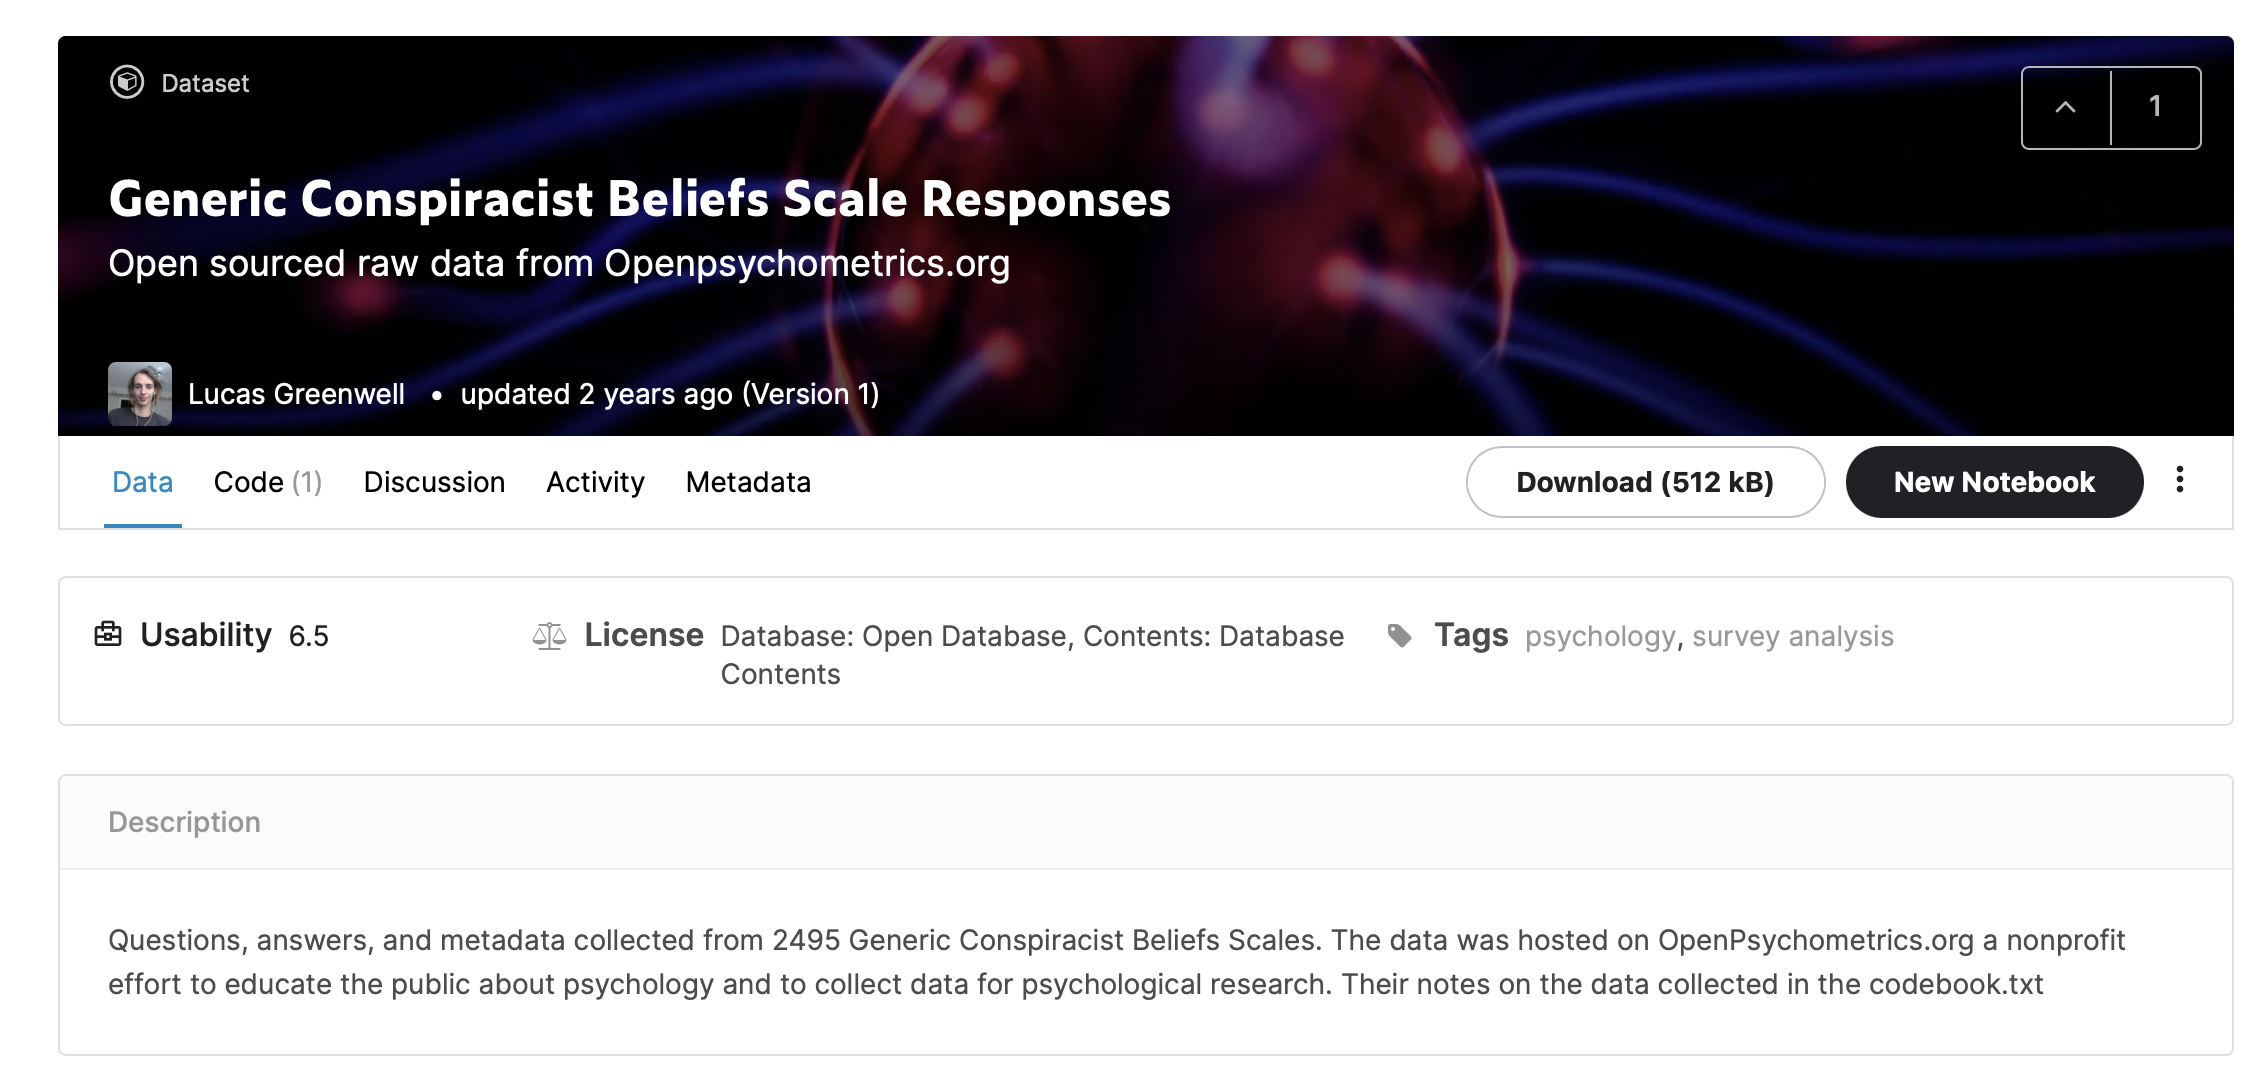 Dataset
1
Generic Conspiracist Beliefs Scale Responses
Open sourced raw data from Openpsychometrics.org
Lucas Greenwell • updated 2 years ago (Version 1)
Data Code (1) Discussion Activity Metadata Download (512 kB) New Notebook
Usability 6.5 License Database: Open Database, Contents: Database Tags psychology, survey analysis
Contents
Description
Questions, answers, and metadata collected from 2495 Generic Conspiracist Beliefs Scales. The data was hosted on OpenPsychometrics.org a nonprofit
effort to educate the public about psychology and to collect data for psychological research. Their notes on the data collected in the codebook.txt